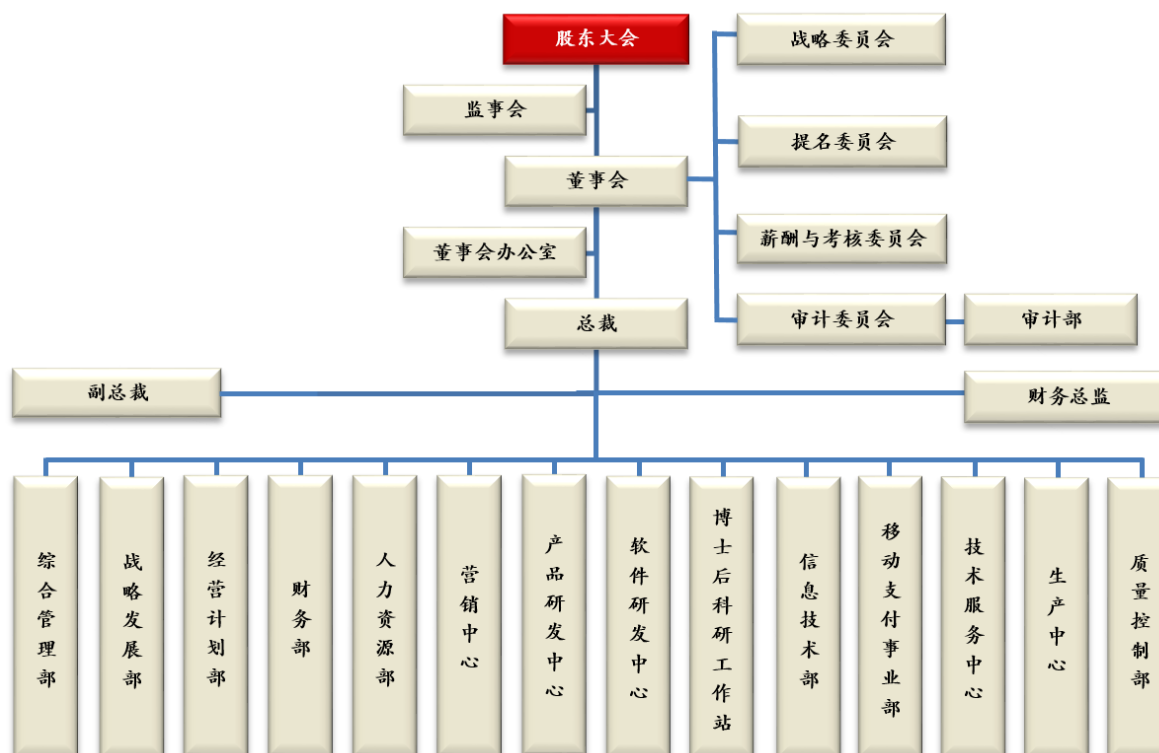 股东大会
战略委员会
监事会
提名委员会
董事会
董事会办公室
薪酬与考核委员会
总裁
审计委员会
审计部
副总裁
财务总监
综合管理部
战略发展部
经营计划部
财务部
人力资源部
营销中心
产品研发中心
软件研发中心
博士后科研工作站
信息技术部
移动支付事业部
技术服务中心
生产中心
质量控制部